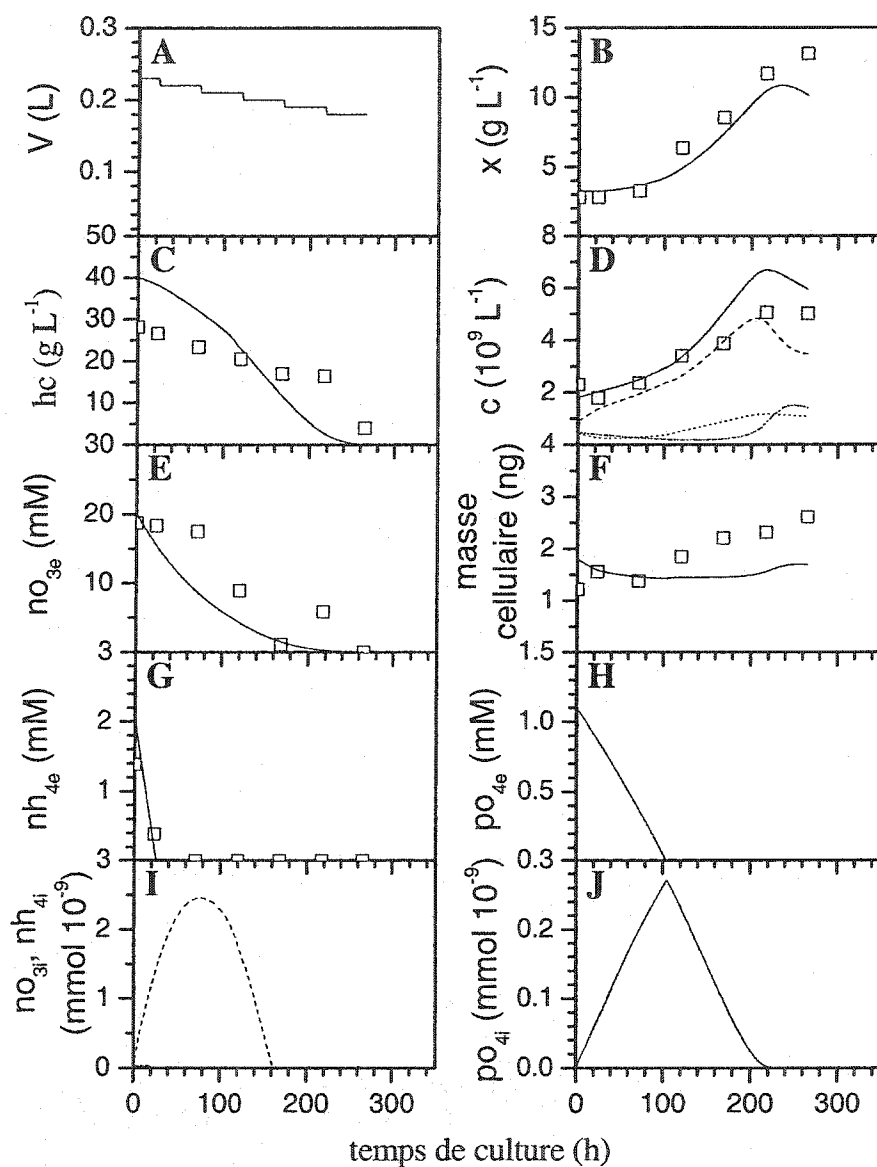 0.3
A
0.2
0.1
50
V (L)
15
B
10
5
8
x (g L-1)
C
40
30
20
10
30
hc (g L-1)
D
6
4
2
4
c (10^9 L-1)
E
20
10
3
no3e (mM)
F
3
2
1
1.5
masse
cellulaire (ng)
G
2
1
3
nh4e (mM)
H
1.0
0.5
0.3
po4e (mM)
I
2
1
0
no3i, nh4i
(mmol 10^-9)
J
0.2
0.1
0.0
po4i (mmol 10^-9)
0 100 200 300
0 100 200 300
temps de culture (h)